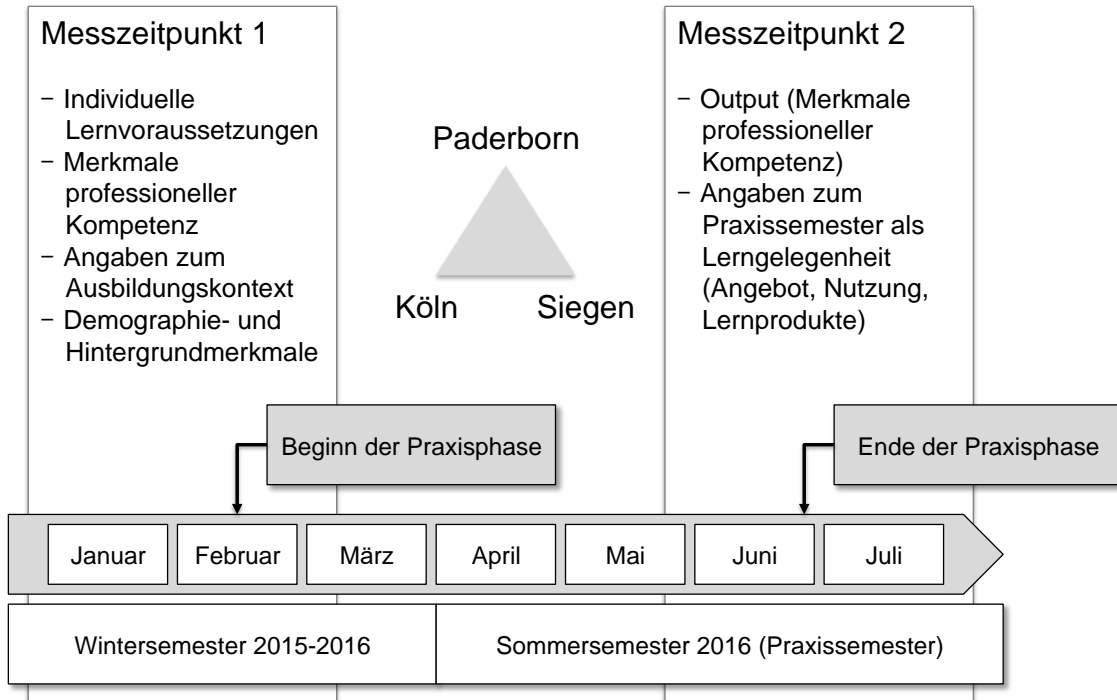 Messzeitpunkt 1
− Individuelle
Lernvoraussetzungen
− Merkmale
professioneller
Kompetenz
− Angaben zum
Ausbildungskontext
− Demographie- und
Hintergrundmerkmale
Paderborn
Köln
Siegen
Messzeitpunkt 2
− Output (Merkmale
professioneller
Kompetenz)
− Angaben zum
Praxissemester als
Lerngelegenheit
(Angebot, Nutzung,
Lernprodukte)
Beginn der Praxisphase
Ende der Praxisphase
Januar
Februar
März
April
Mai
Juni
Juli
Wintersemester 2015-2016
Sommersemester 2016 (Praxissemester)